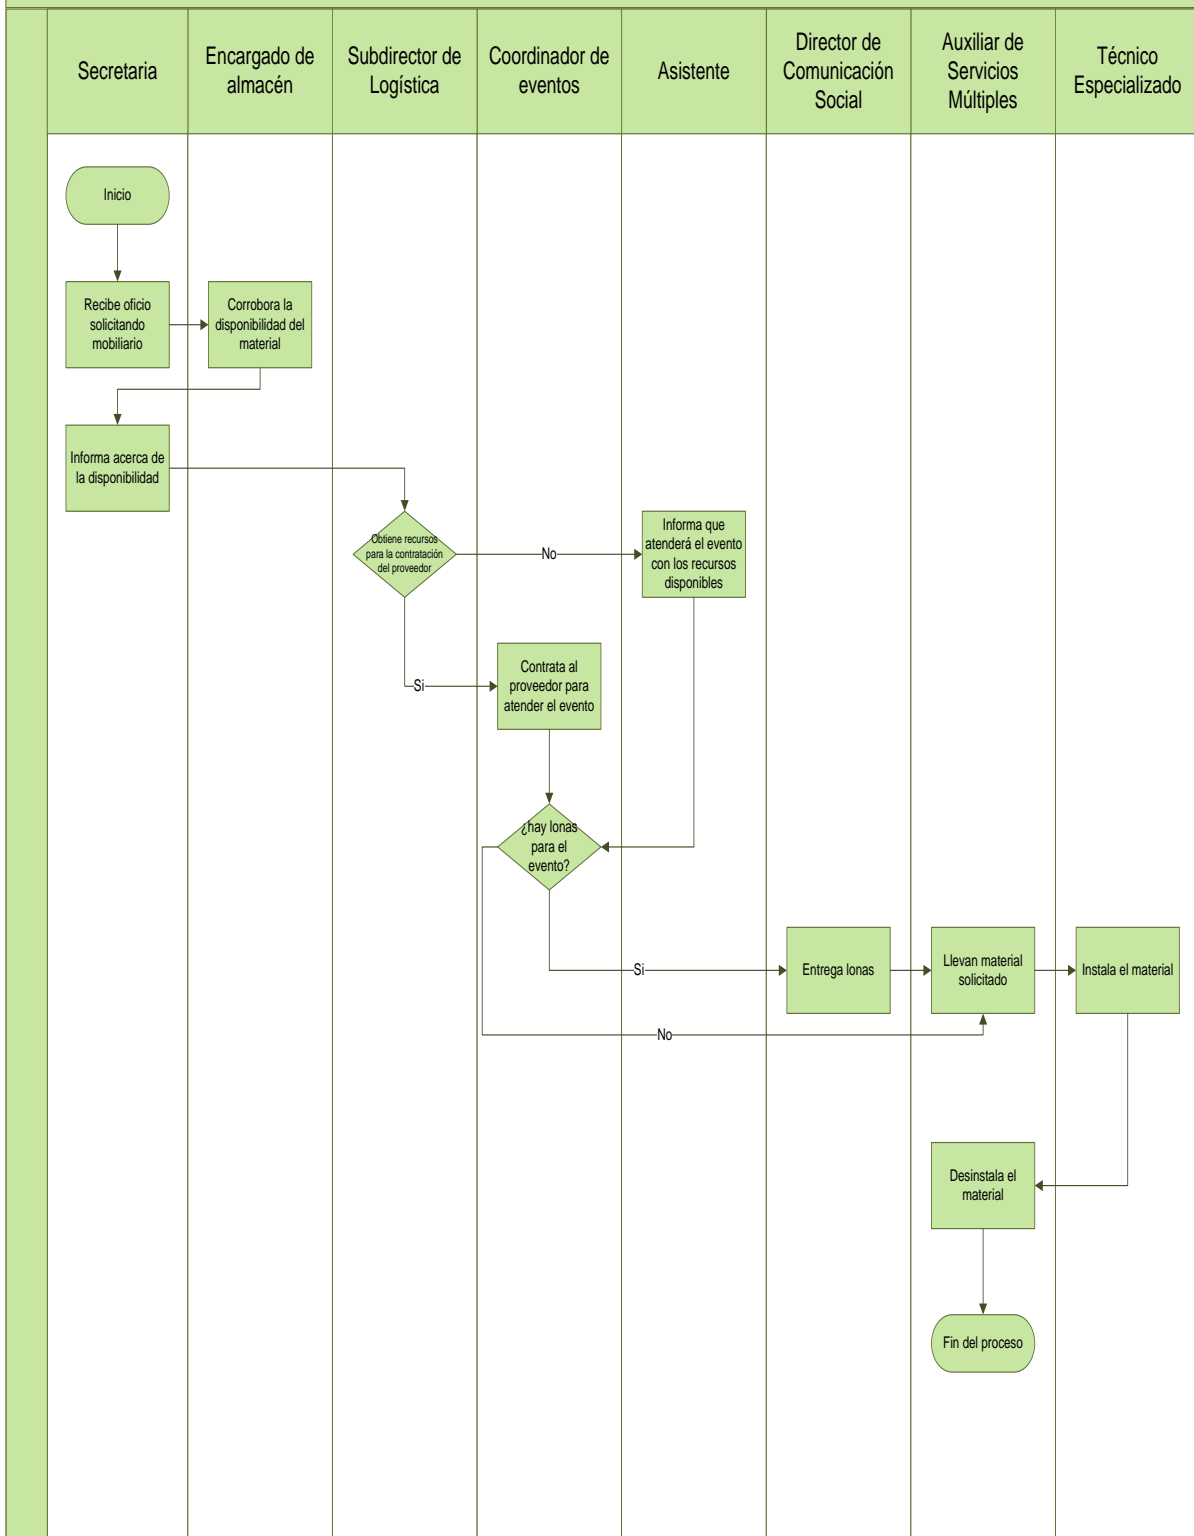 Secretaria
Encargado de
almacén
Subdirector de
Logística
Coordinador de
eventos
Asistente
Director de
Comunicación
Social
Auxiliar de
Servicios
Múltiples
Técnico
Especializado
Inicio
Recibe oficio
solicitando
mobiliario
Corrobora la
disponibilidad del
material
Informa acerca de
la disponibilidad
Obtiene recursos
para la contratación
del proveedor
No
Informa que
atenderá el evento
con los recursos
disponibles
Si
Contrata al
proveedor para
atender el evento
¿hay lonas
para el
evento?
Si
Entrega lonas
Llevan material
solicitado
Instala el material
No
Desinstala el
material
Fin del proceso